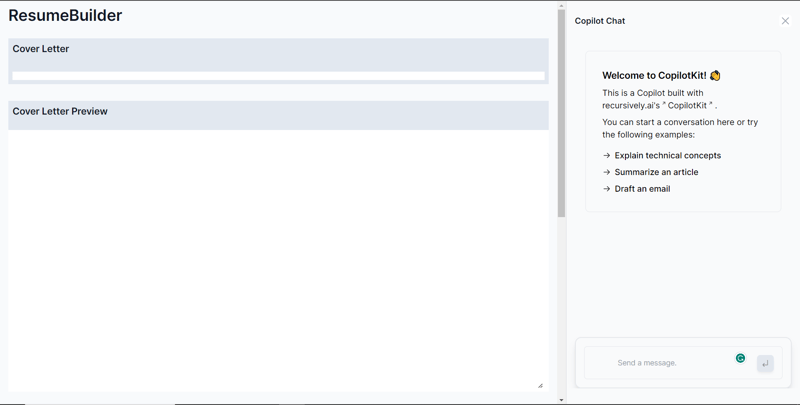 ResumeBuilder
Cover Letter
Cover Letter Preview
Copilot Chat
Welcome to CopilotKit! 👋
This is a Copilot built with
recursively.ai's ↗ CopilotKit ↗ .
You can start a conversation here or try
the following examples:
→ Explain technical concepts
→ Summarize an article
→ Draft an email
Send a message.